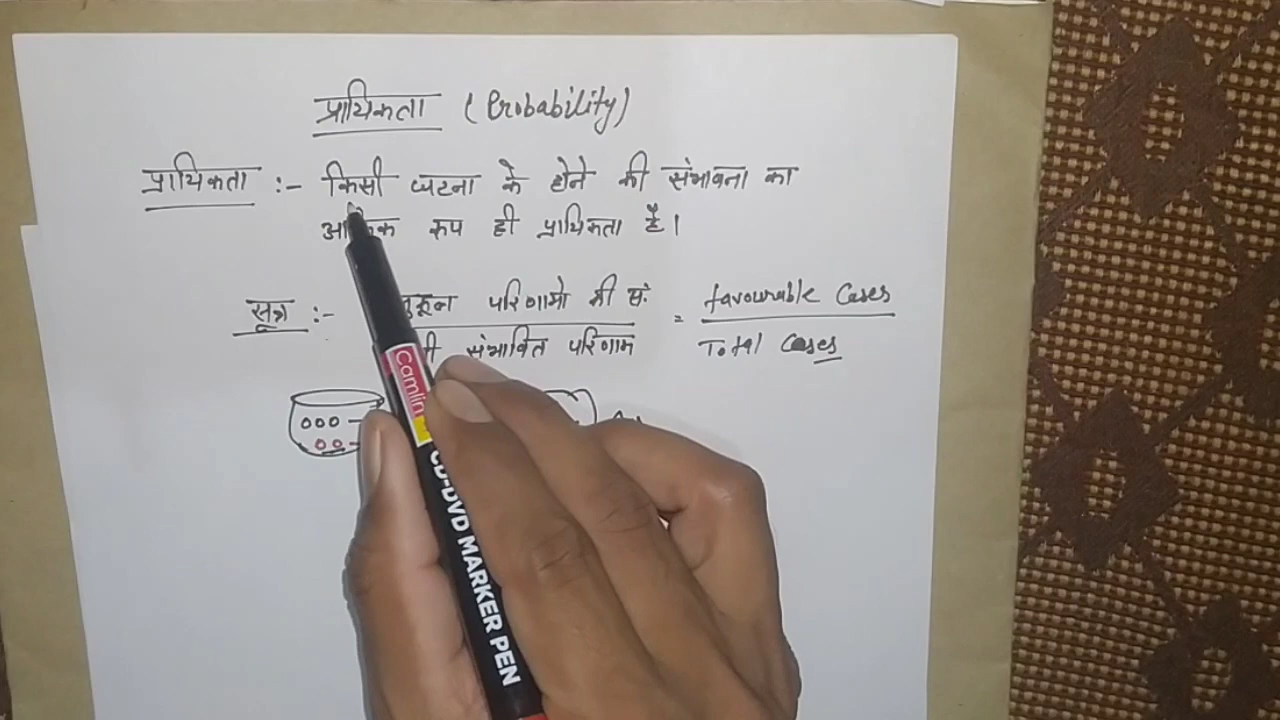 प्रायिकता (Probability)
प्रायिकता :- किसी घटना के होने की संभावना का
रूप ही प्रायिकता है।
सूत्र :- परिणामो की सं. = favourable Cases
संभावित परिणाम Total Cases
Camlin
CD-DVD MARKER PEN